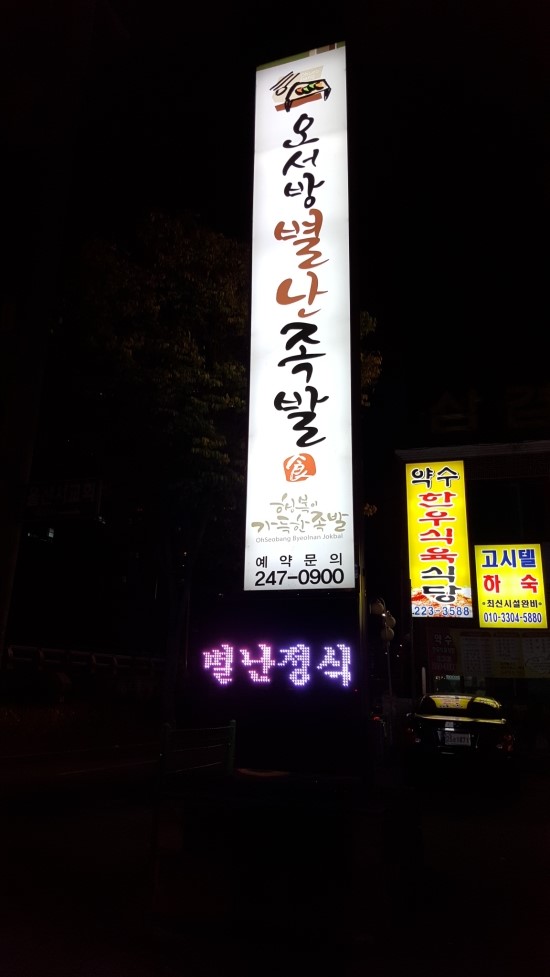 오서방
별난
족발
食
행복이
가득한 족발
OhSeobang Byeolnan Jokbal
예약문의
247-0900
별난정식
약수
한우식육식당
223-3588
고시텔
하숙
*최신시설완비*
010-3304-5880